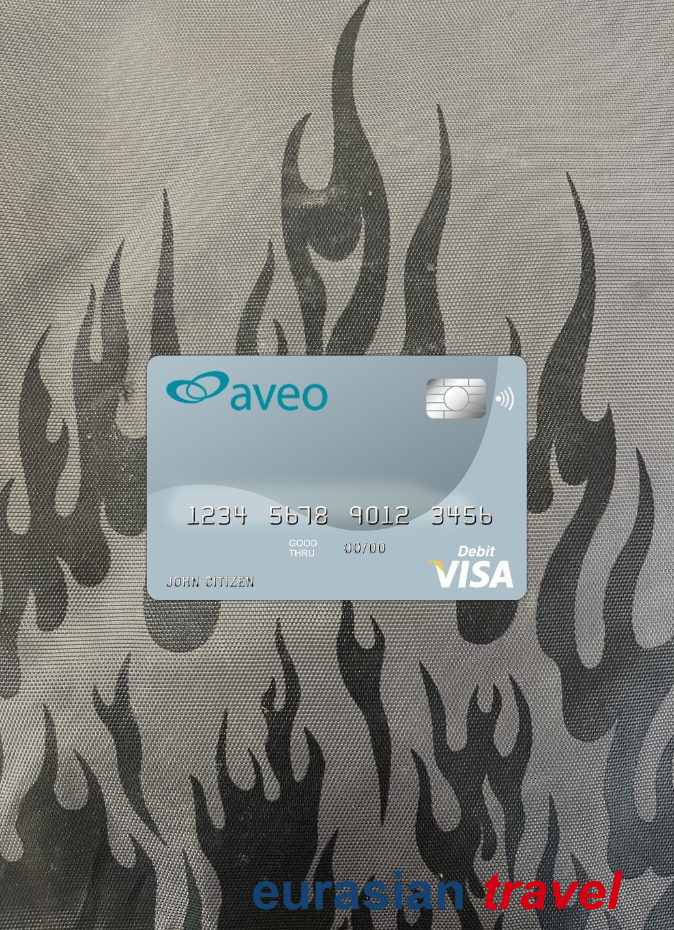 aveo
1234 5678 9012 3456
GOOD THRU 00/00
JOHN CITIZEN
Debit
VISA
eurasian travel